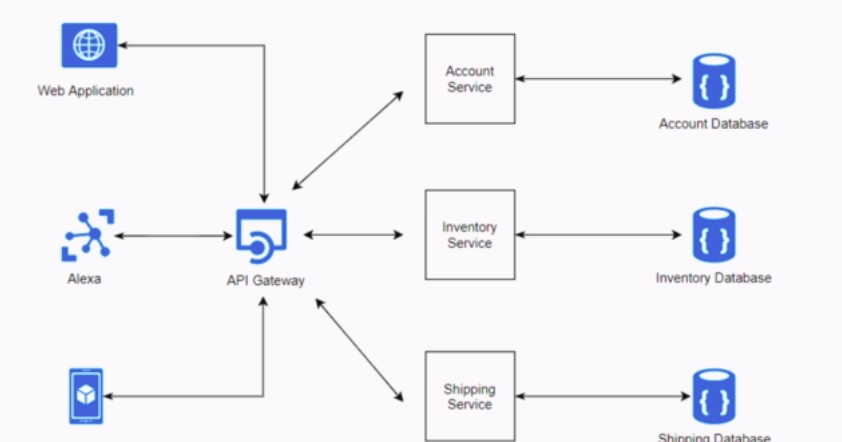 Web Application
Account
Service
Account Database
Alexa
API Gateway
Inventory
Service
Inventory Database
Shipping
Service
Shipping Database